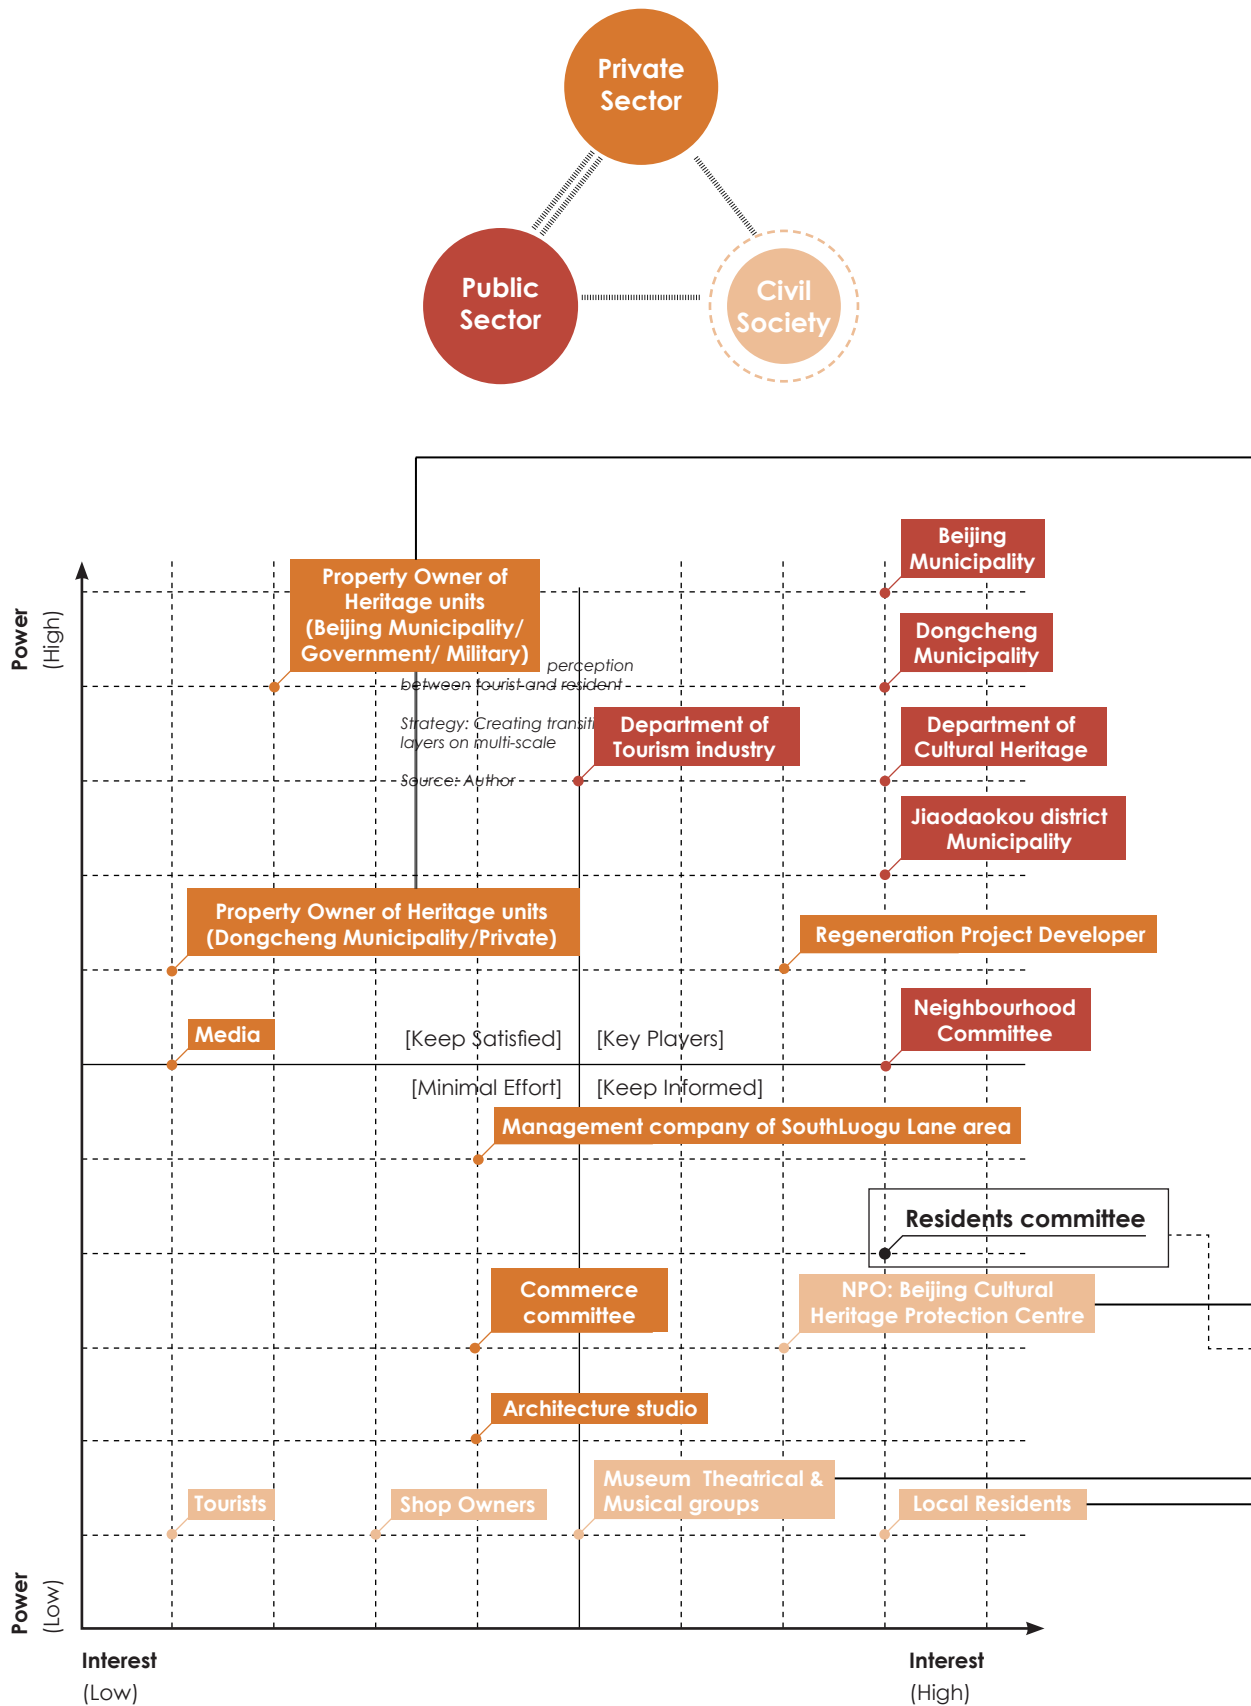 Private
Sector
Public
Sector
Civil
Society
Power
(High)
Beijing
Municipality
Property Owner of
Heritage units
(Beijing Municipality/
Government/ Military)
Dongcheng
Municipality
perception
between tourist and resident
Strategy: Creating transiti
layers on multi-scale
Source: Author
Department of
Tourism industry
Department of
Cultural Heritage
Jiaodaokou district
Municipality
Property Owner of Heritage units
(Dongcheng Municipality/Private)
Regeneration Project Developer
Neighbourhood
Committee
Media
[Keep Satisfied]
[Key Players]
[Minimal Effort]
[Keep Informed]
Management company of SouthLuogu Lane area
Residents committee
Commerce
committee
NPO: Beijing Cultural
Heritage Protection Centre
Architecture studio
Tourists
Shop Owners
Museum Theatrical &
Musical groups
Local Residents
Power
(Low)
Interest
(Low)
Interest
(High)